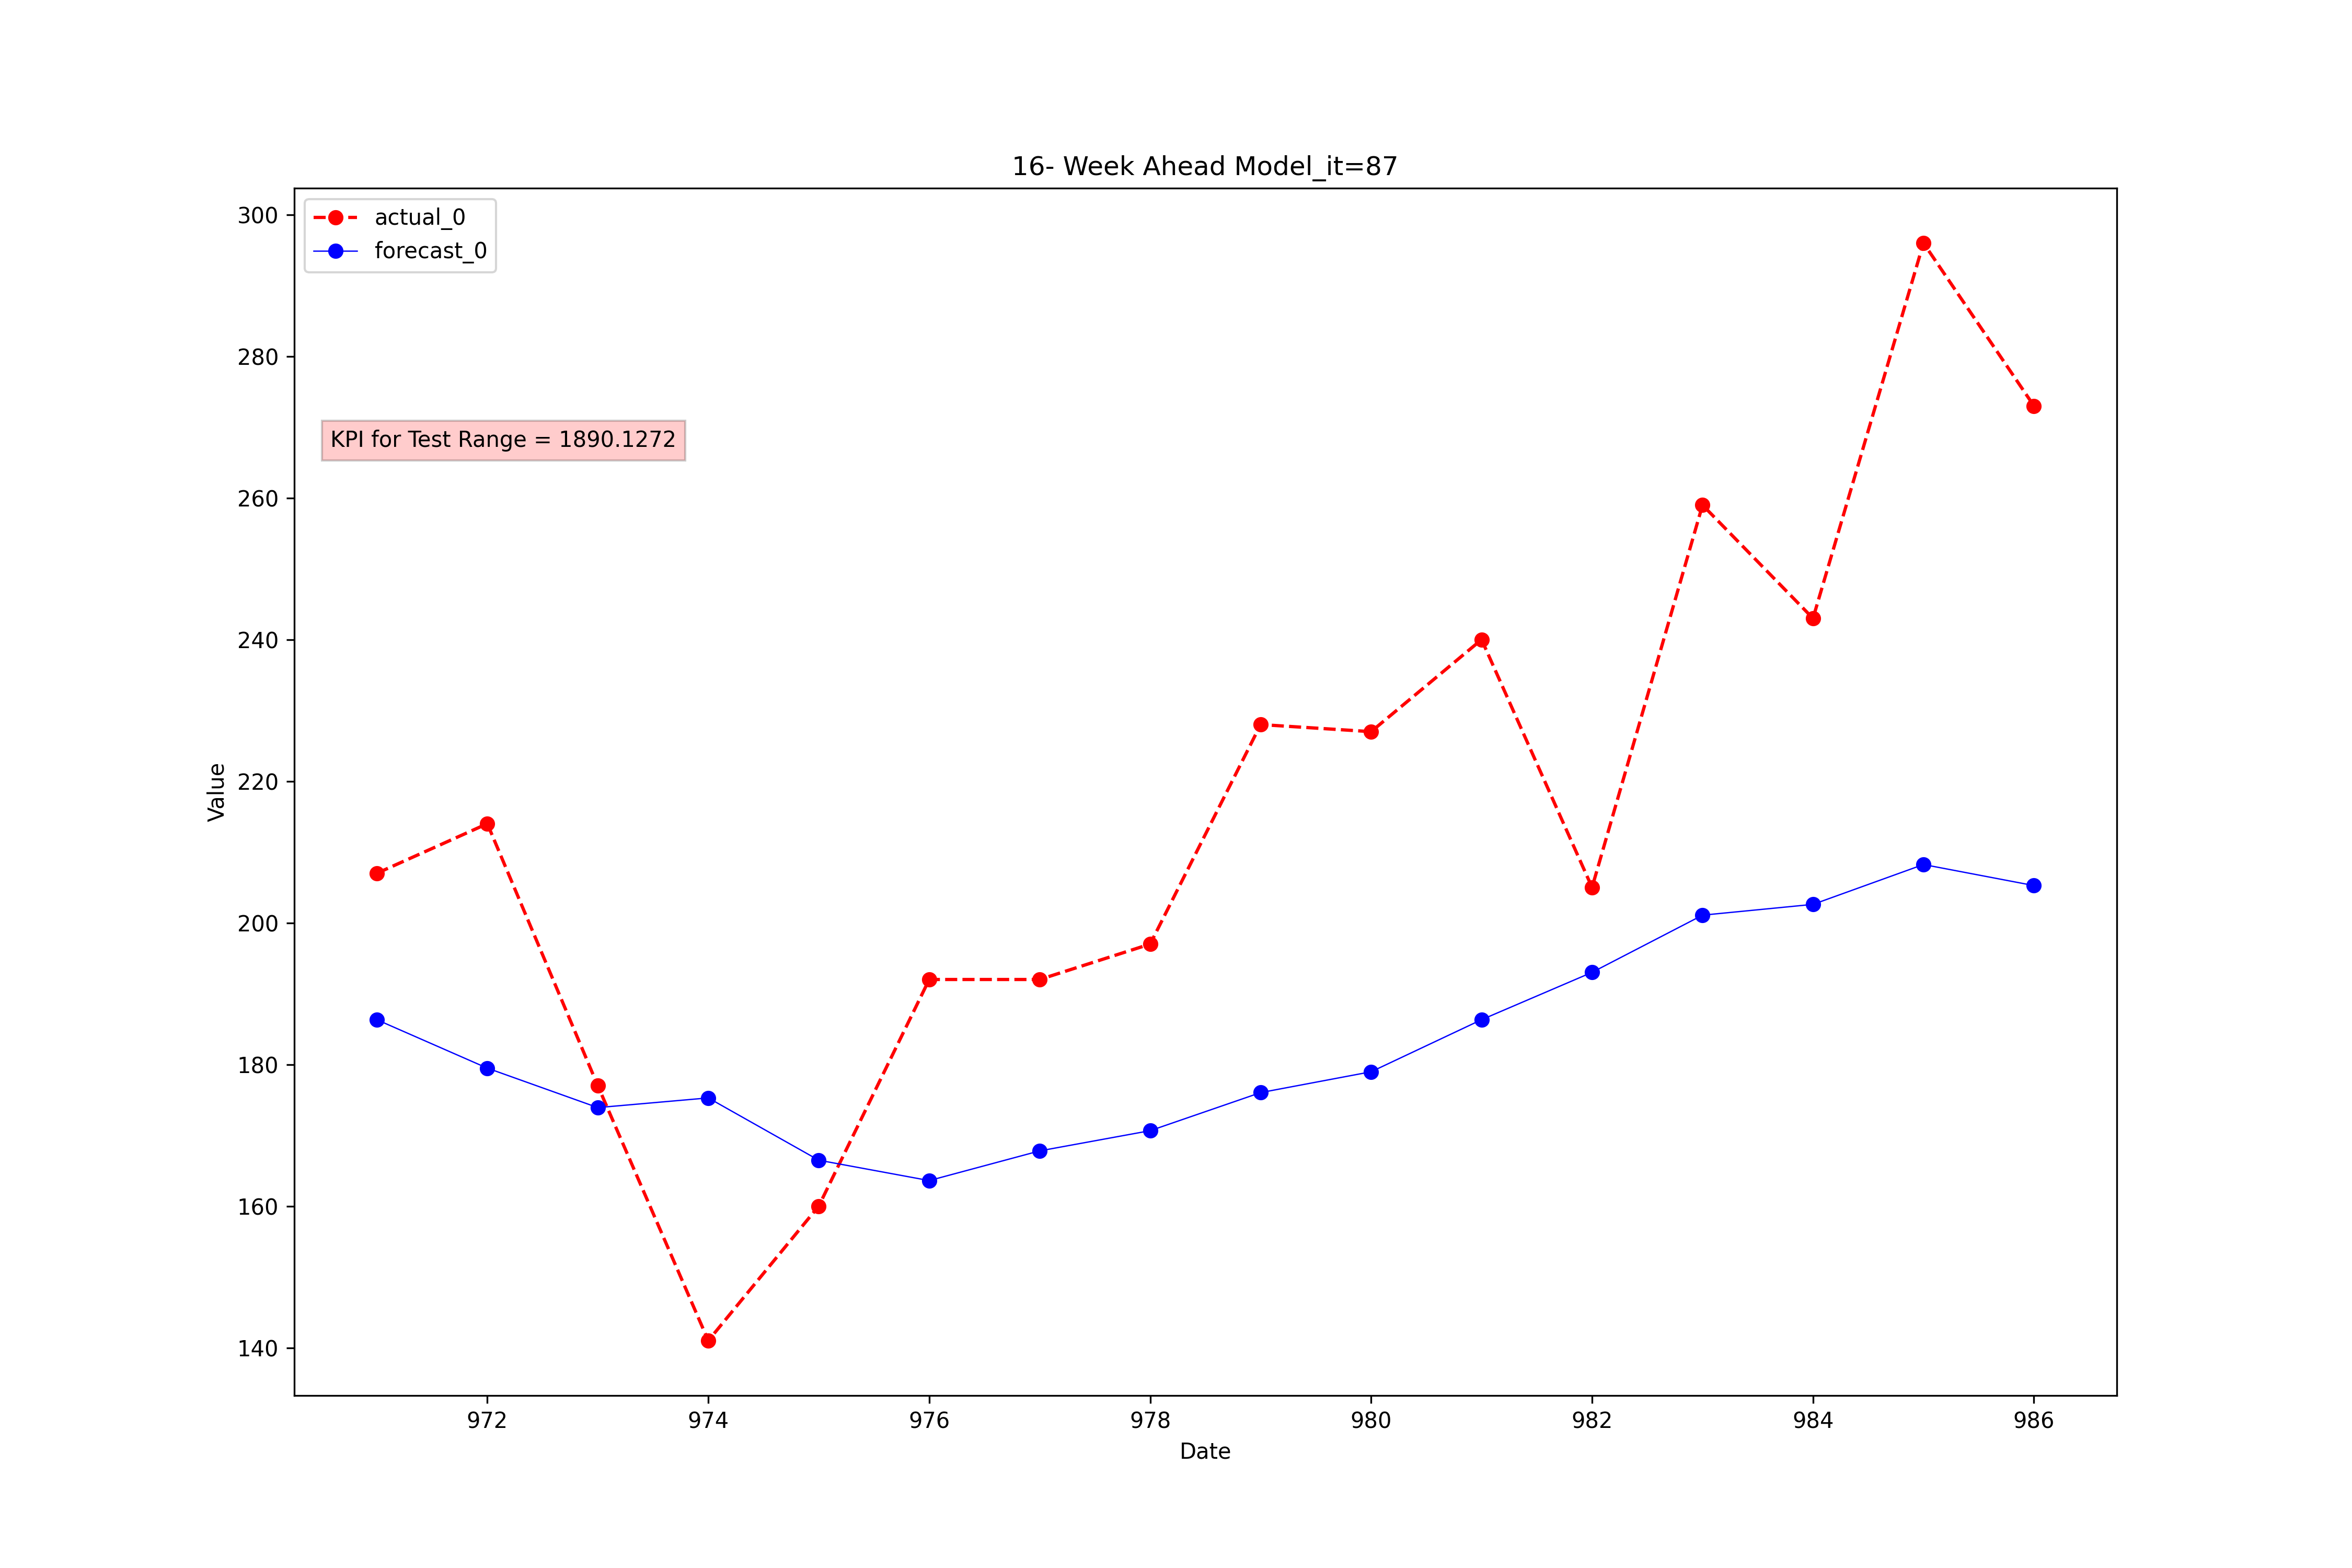 16- Week Ahead Model_it=87
actual_0
forecast_0
KPI for Test Range = 1890.1272
Value
300
280
260
240
220
200
180
160
140
972 974 976 978 980 982 984 986
Date